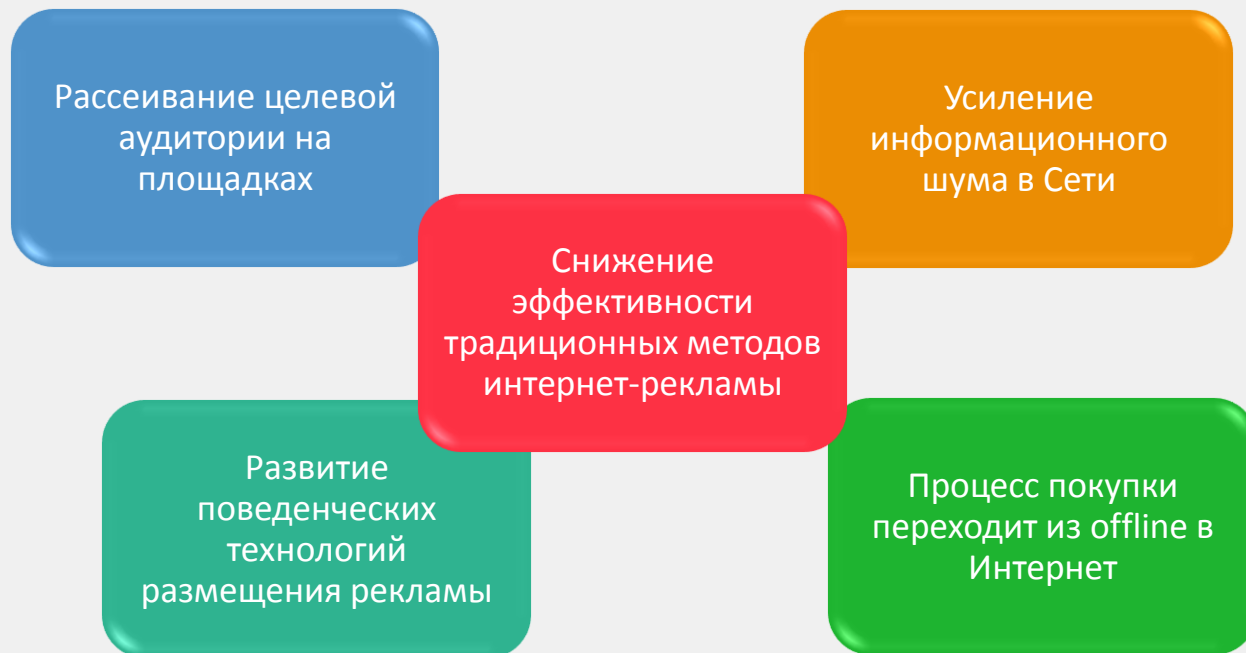 Рассеивание целевой
аудитории на
площадках
Усиление
информационного
шума в Сети
Снижение
эффективности
традиционных методов
интернет-рекламы
Развитие
поведенческих
технологий
размещения рекламы
Процесс покупки
переходит из offline в
Интернет